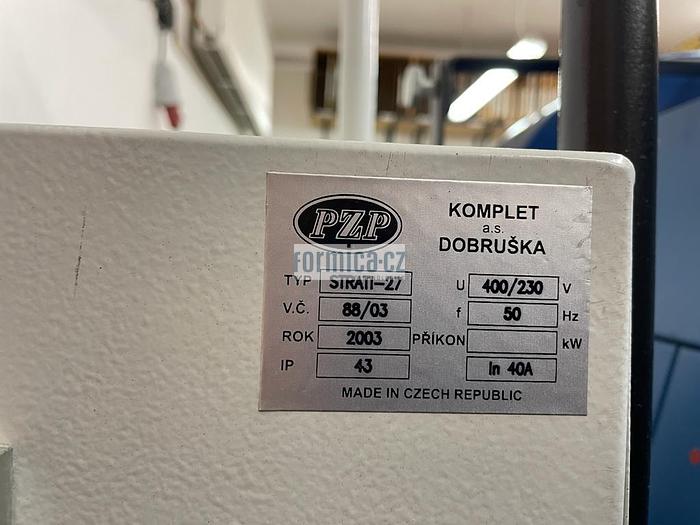 PZP
KOMPLET
a.s.
DOBRUŠKA
formica.cz
TYP STRATI-27 U 400/230 V
V.Č. 88/03 f 50 Hz
ROK 2003 PŘÍKON kW
IP 43 In 40A
MADE IN CZECH REPUBLIC